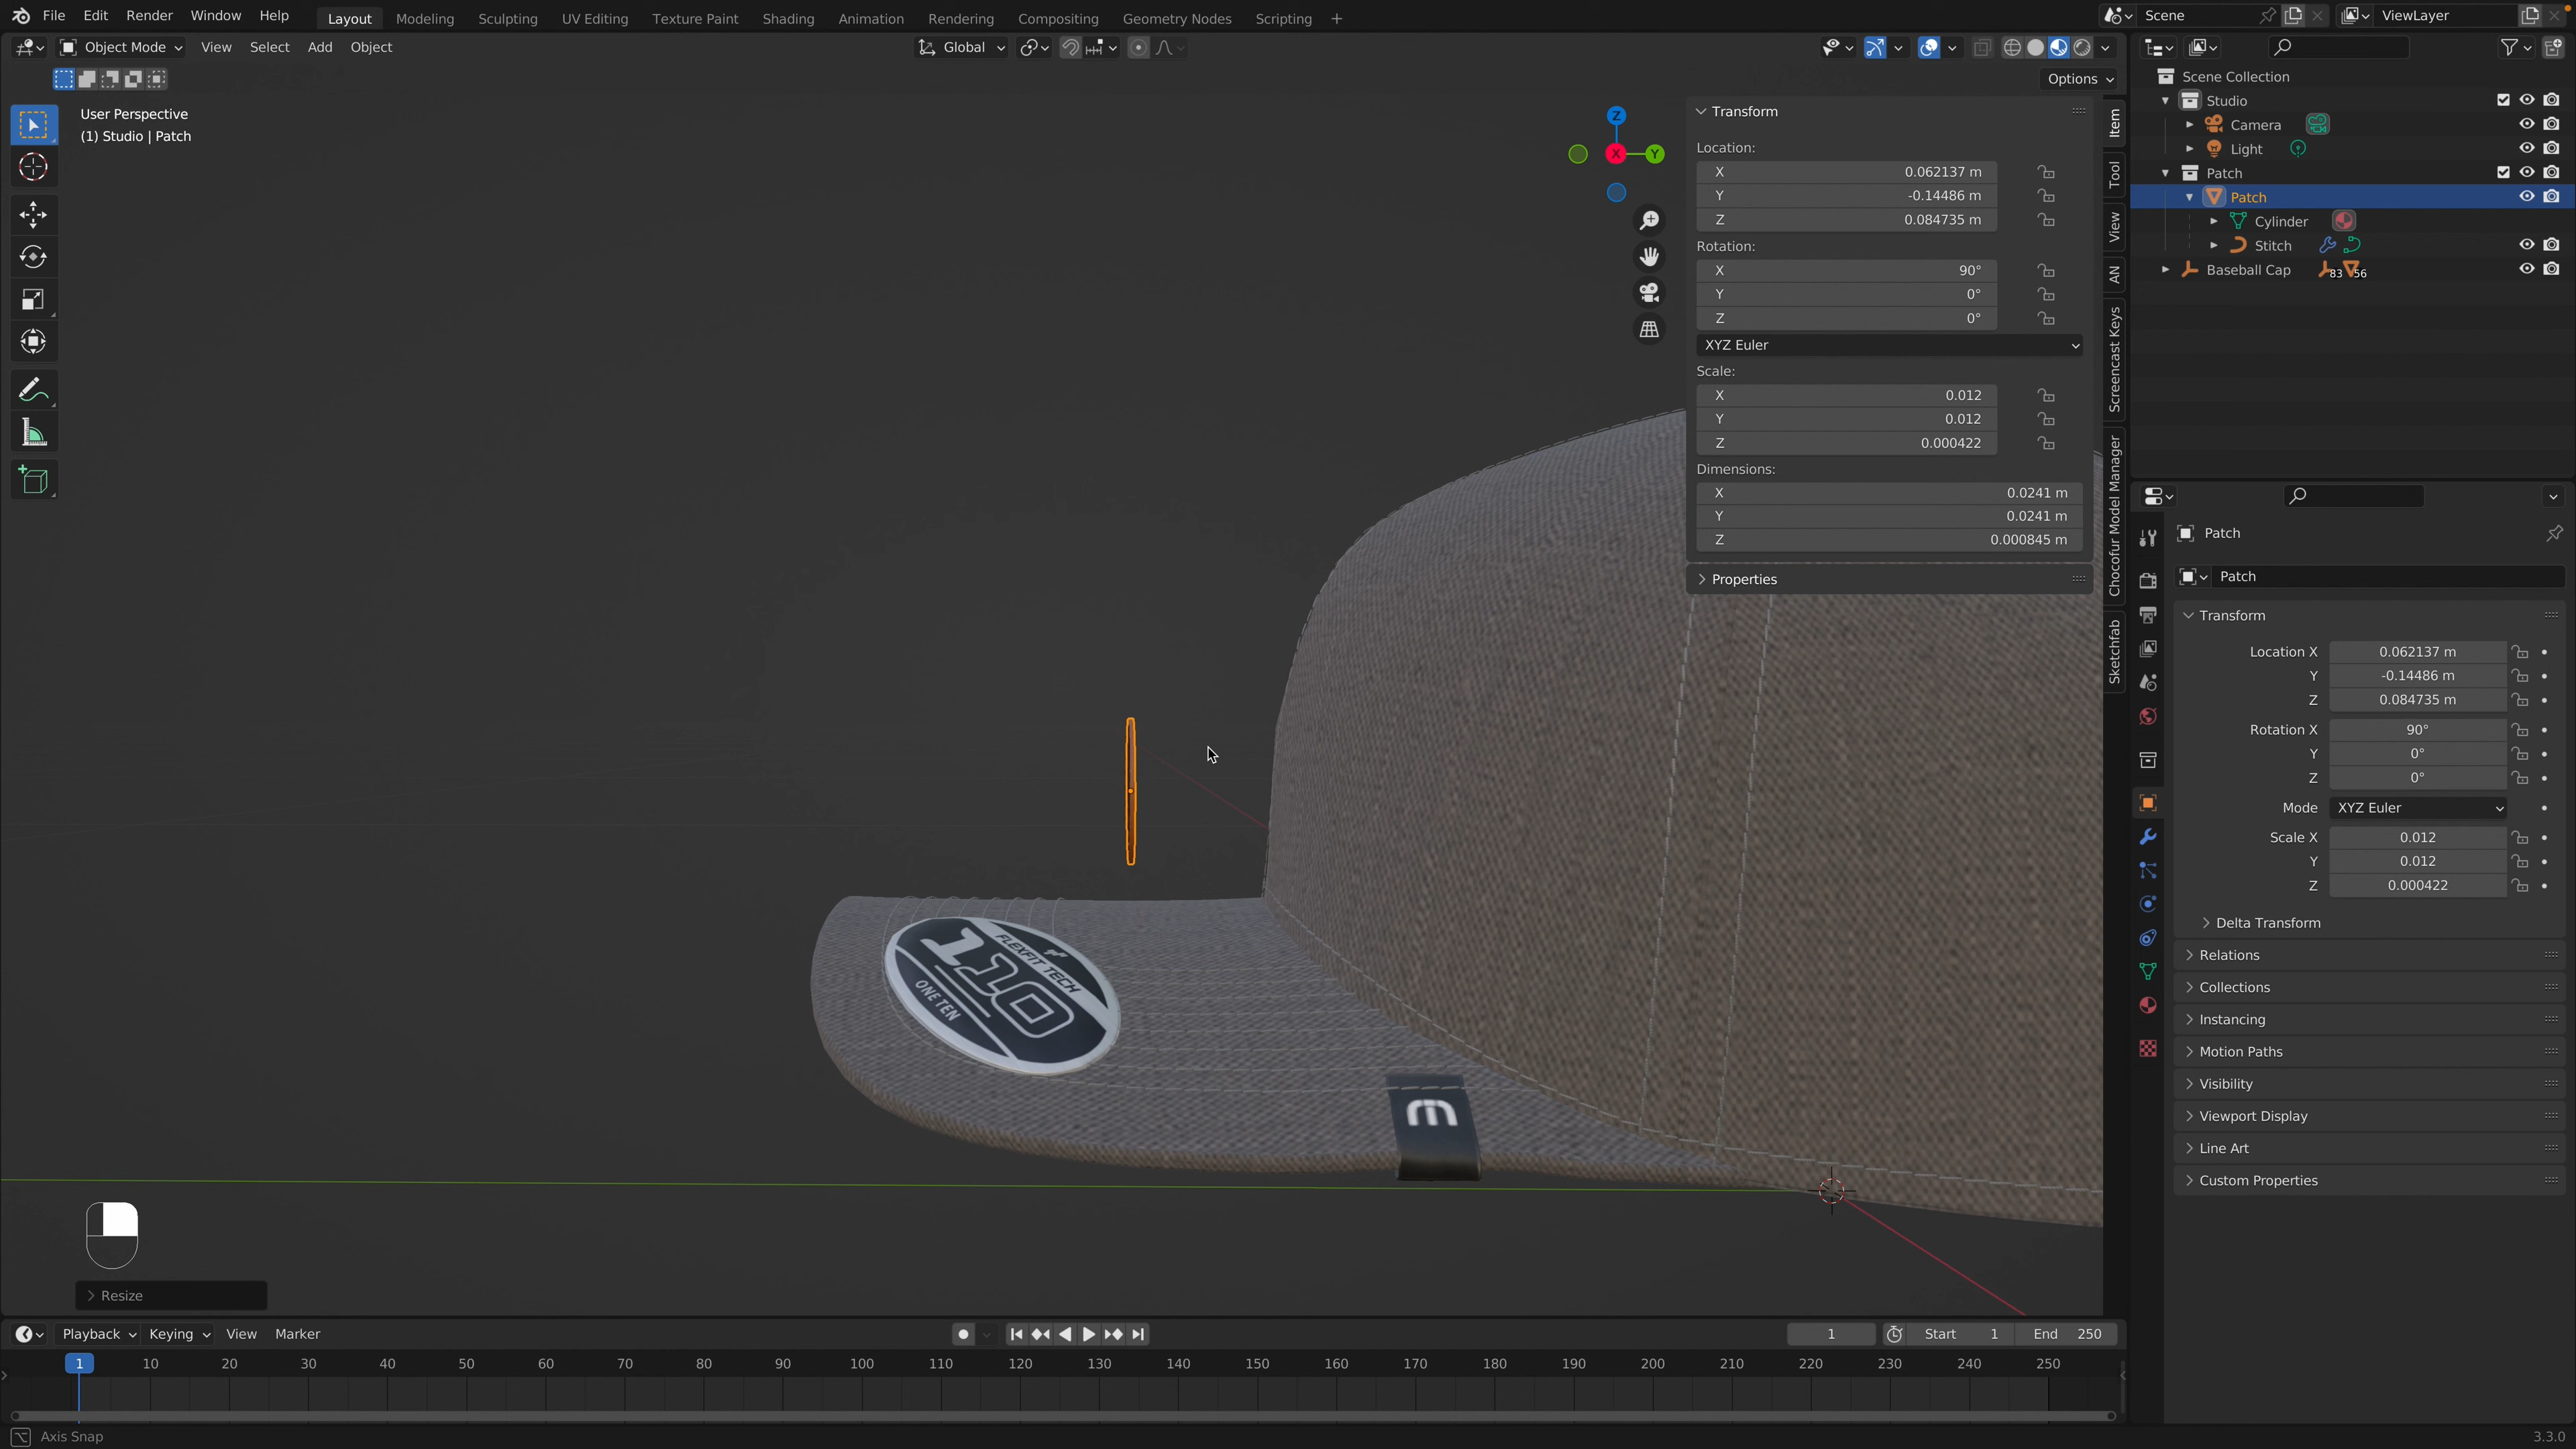 File Edit Render Window Help Layout Modeling Sculpting UV Editing Texture Paint Shading Animation Rendering Compositing Geometry Nodes Scripting + Scene ViewLayer
Object Mode View Select Add Object Global
Options
User Perspective
(1) Studio | Patch
Z
X
Y
Transform
Location:
X 0.062137 m
Y -0.14486 m
Z 0.084735 m
Rotation:
X 90°
Y 0°
Z 0°
XYZ Euler
Scale:
X 0.012
Y 0.012
Z 0.000422
Dimensions:
X 0.0241 m
Y 0.0241 m
Z 0.000845 m
Properties
Item
Tool
View
AN
Screencast Keys
Chocofur Model Manager
Sketchfab
Scene Collection
Studio
Camera
Light
Patch
Patch
Cylinder
Stitch
Baseball Cap 83 56
Patch
Patch
Transform
Location X 0.062137 m
Y -0.14486 m
Z 0.084735 m
Rotation X 90°
Y 0°
Z 0°
Mode XYZ Euler
Scale X 0.012
Y 0.012
Z 0.000422
Delta Transform
Relations
Collections
Instancing
Motion Paths
Visibility
Viewport Display
Line Art
Custom Properties
FLEXFIT TECH
110
ONE TEN
Resize
Playback Keying View Marker 1 Start 1 End 250
1 10 20 30 40 50 60 70 80 90 100 110 120 130 140 150 160 170 180 190 200 210 220 230 240 250
Axis Snap 3.3.0